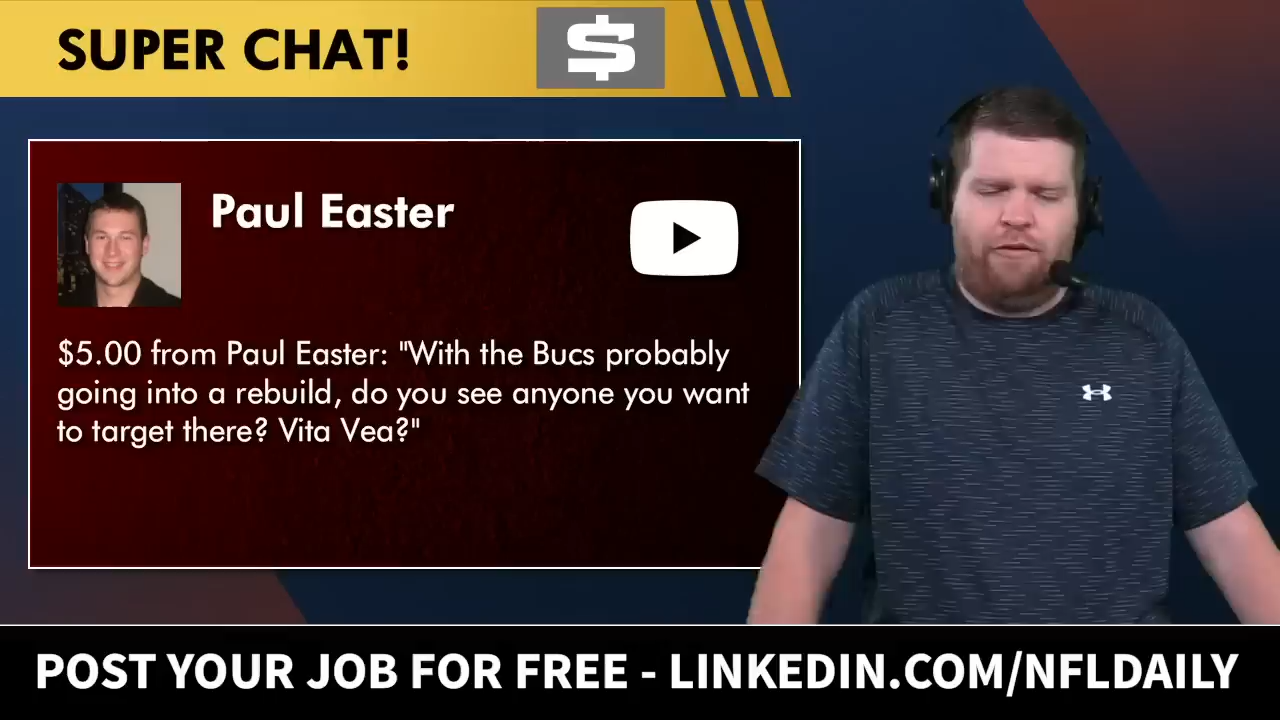 SUPER CHAT!
Paul Easter
$5.00 from Paul Easter: "With the Bucs probably
going into a rebuild, do you see anyone you want
to target there? Vita Vea?"
POST YOUR JOB FOR FREE - LINKEDIN.COM/NFLDAILY